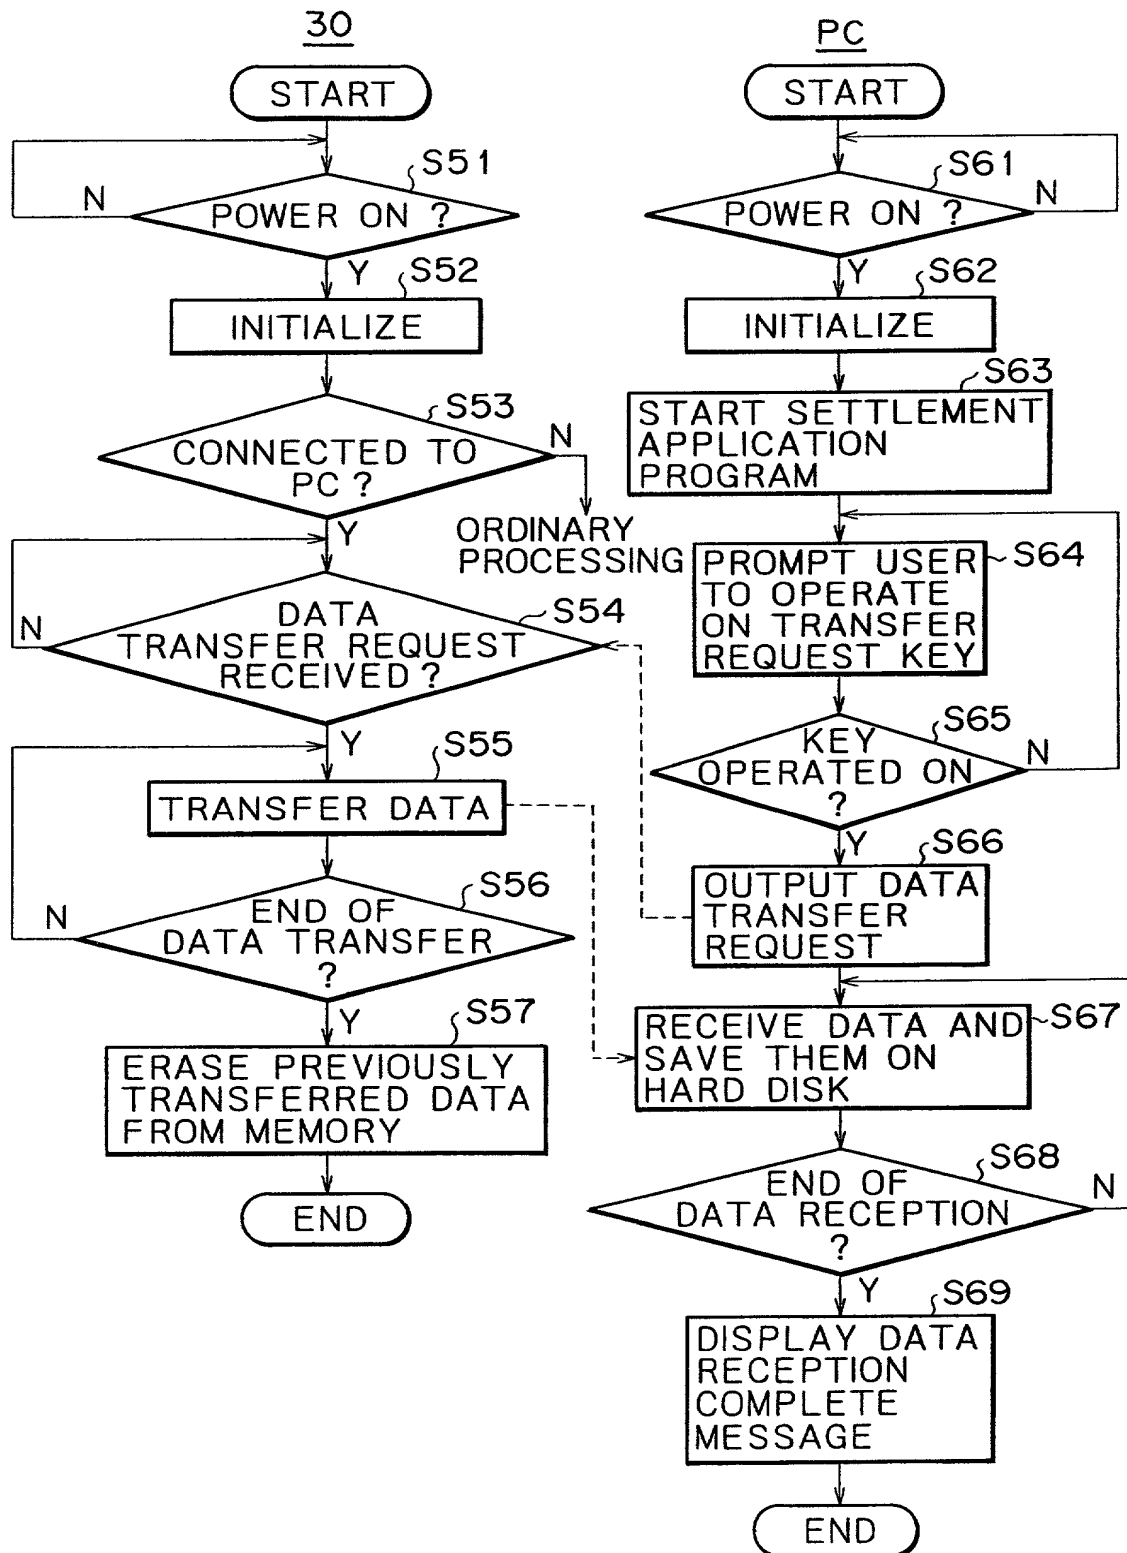 30
START
S51
POWER ON ?
N
Y
S52
INITIALIZE
S53
CONNECTED TO
PC ?
N
Y
ORDINARY
PROCESSING
S54
DATA
TRANSFER REQUEST
RECEIVED ?
N
Y
S55
TRANSFER DATA
S56
END OF
DATA TRANSFER
?
N
Y
S57
ERASE PREVIOUSLY
TRANSFERRED DATA
FROM MEMORY
END
PC
START
S61
POWER ON ?
N
Y
S62
INITIALIZE
S63
START SETTLEMENT
APPLICATION
PROGRAM
S64
PROMPT USER
TO OPERATE
ON TRANSFER
REQUEST KEY
S65
KEY
OPERATED ON
?
N
Y
S66
OUTPUT DATA
TRANSFER
REQUEST
S67
RECEIVE DATA AND
SAVE THEM ON
HARD DISK
S68
END OF
DATA RECEPTION
?
N
Y
S69
DISPLAY DATA
RECEPTION
COMPLETE
MESSAGE
END